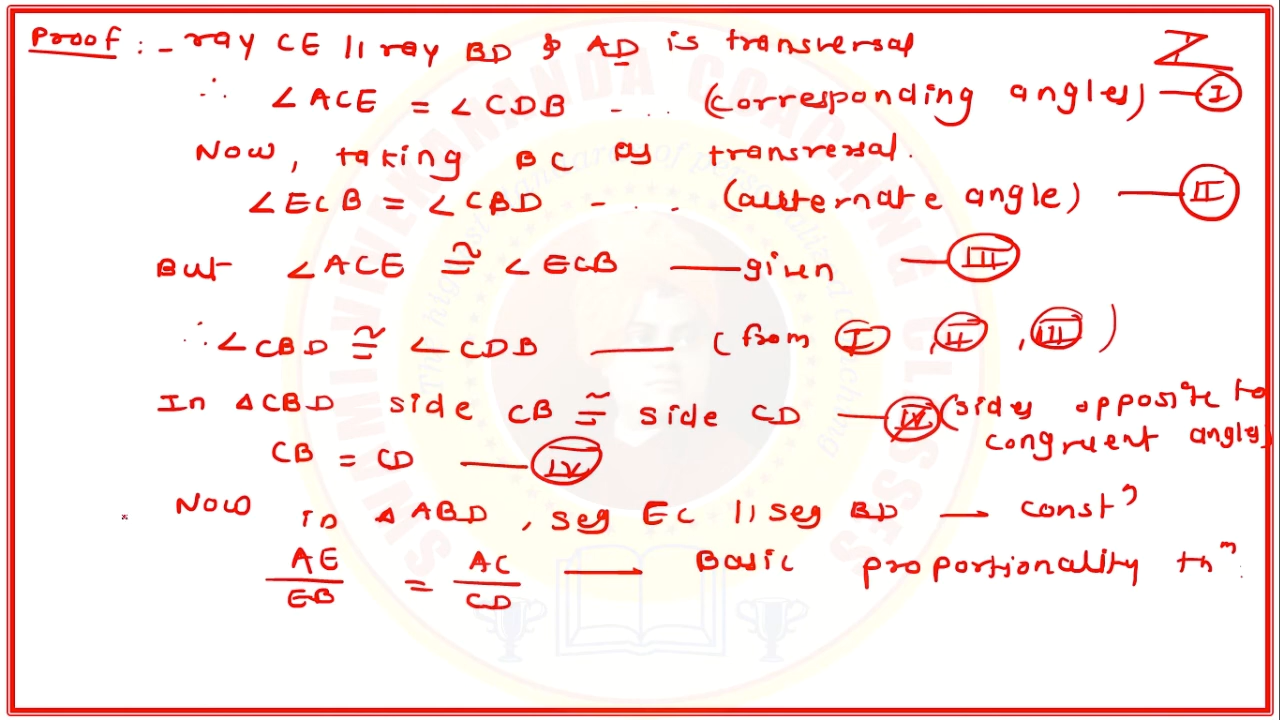 Proof :- ray CE || ray BD & AD is transversal
∴ ∠ACE = ∠CDB - .. (corresponding angles) — I
Now, taking BC as transversal.
∠ECB = ∠CBD - .. (alternate angle) — II
But ∠ACE ≅ ∠ECB — given — III
∴ ∠CBD ≅ ∠CDB — (from I, II, III)
In ΔCBD side CB ≅ side CD — IV (sides opposite to
congruent angles)
CB = CD — IV
Now in ΔABD, seg EC || seg BD — constⁿ
AE/EB = AC/CD — Basic proportionality thᵐ.